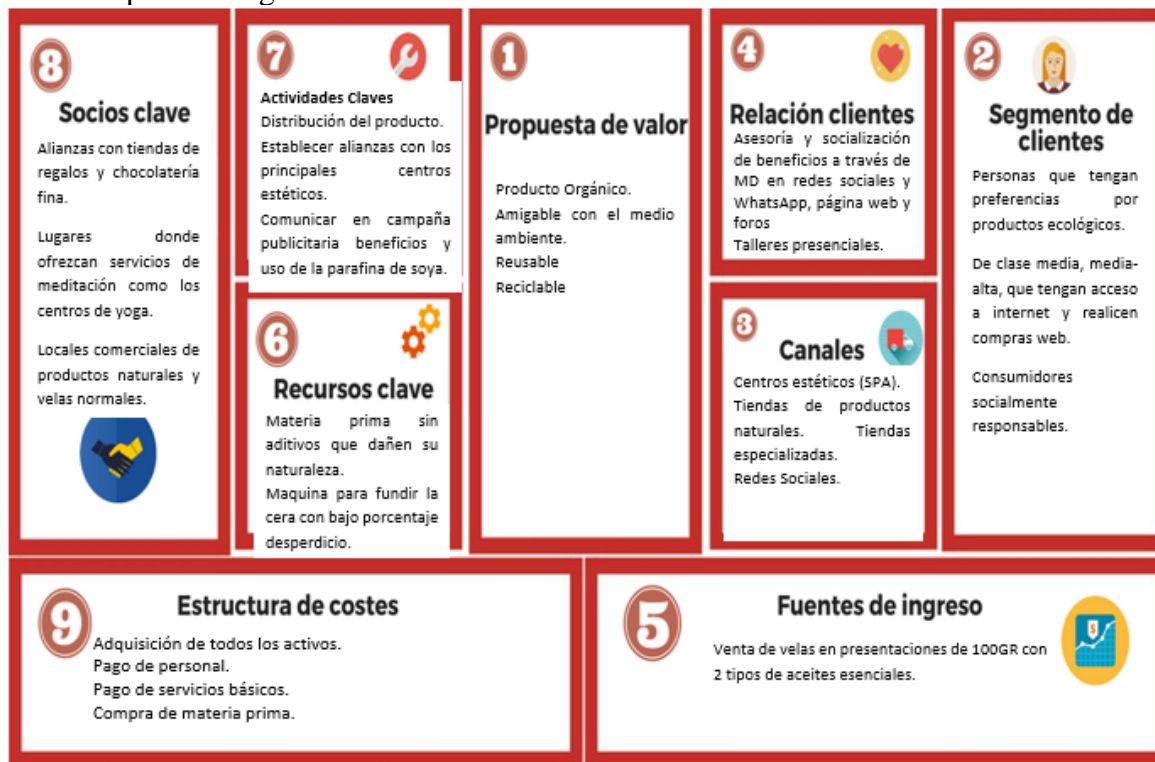 8
Socios clave
Alianzas con tiendas de
regalos y chocolatería
fina.
Lugares donde
ofrezcan servicios de
meditación como los
centros de yoga.
Locales comerciales de
productos naturales y
velas normales.
7
Actividades Claves
Distribución del producto.
Establecer alianzas con los
principales centros
estéticos.
Comunicar en campaña
publicitaria beneficios y
uso de la parafina de soya.
6
Recursos clave
Materia prima sin
aditivos que dañen su
naturaleza.
Maquina para fundir la
cera con bajo porcentaje
desperdicio.
1
Propuesta de valor
Producto Orgánico.
Amigable con el medio
ambiente.
Reusable
Reciclable
4
Relación clientes
Asesoría y socialización
de beneficios a través de
MD en redes sociales y
WhatsApp, página web y
foros
Talleres presenciales.
3
Canales
Centros estéticos (SPA).
Tiendas de productos
naturales. Tiendas
especializadas.
Redes Sociales.
2
Segmento de
clientes
Personas que tengan
preferencias por
productos ecológicos.
De clase media, media-
alta, que tengan acceso
a internet y realicen
compras web.
Consumidores
socialmente
responsables.
9
Estructura de costes
Adquisición de todos los activos.
Pago de personal.
Pago de servicios básicos.
Compra de materia prima.
5
Fuentes de ingreso
Venta de velas en presentaciones de 100GR con
2 tipos de aceites esenciales.